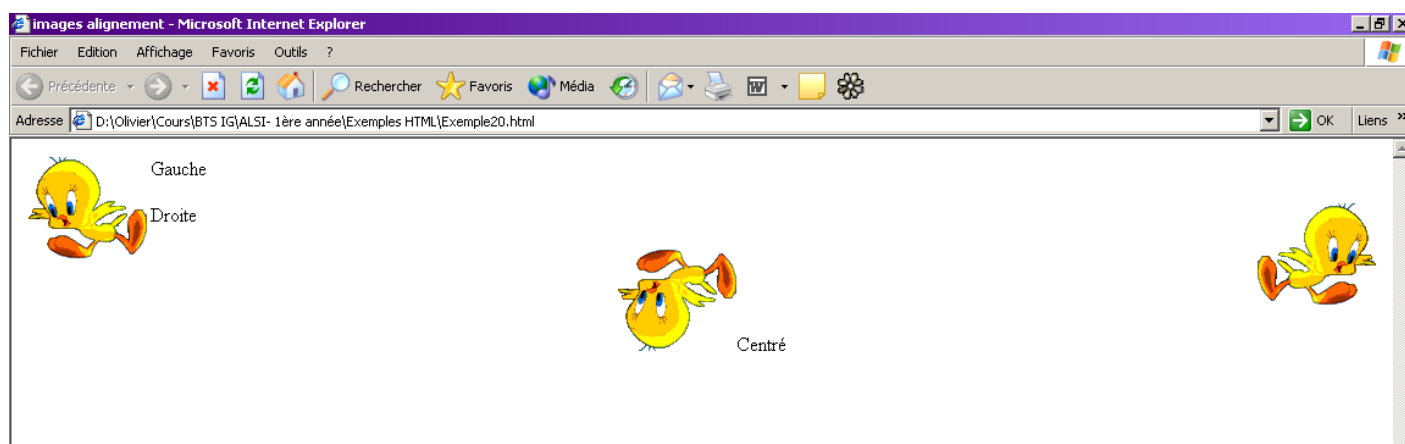 images alignement - Microsoft Internet Explorer
Fichier Edition Affichage Favoris Outils ?
Précédente Rechercher Favoris Média
Adresse D:\Olivier\Cours\BTS IG\ALSI- 1ère année\Exemples HTML\Exemple20.html OK Liens »
Gauche
Droite
Centré